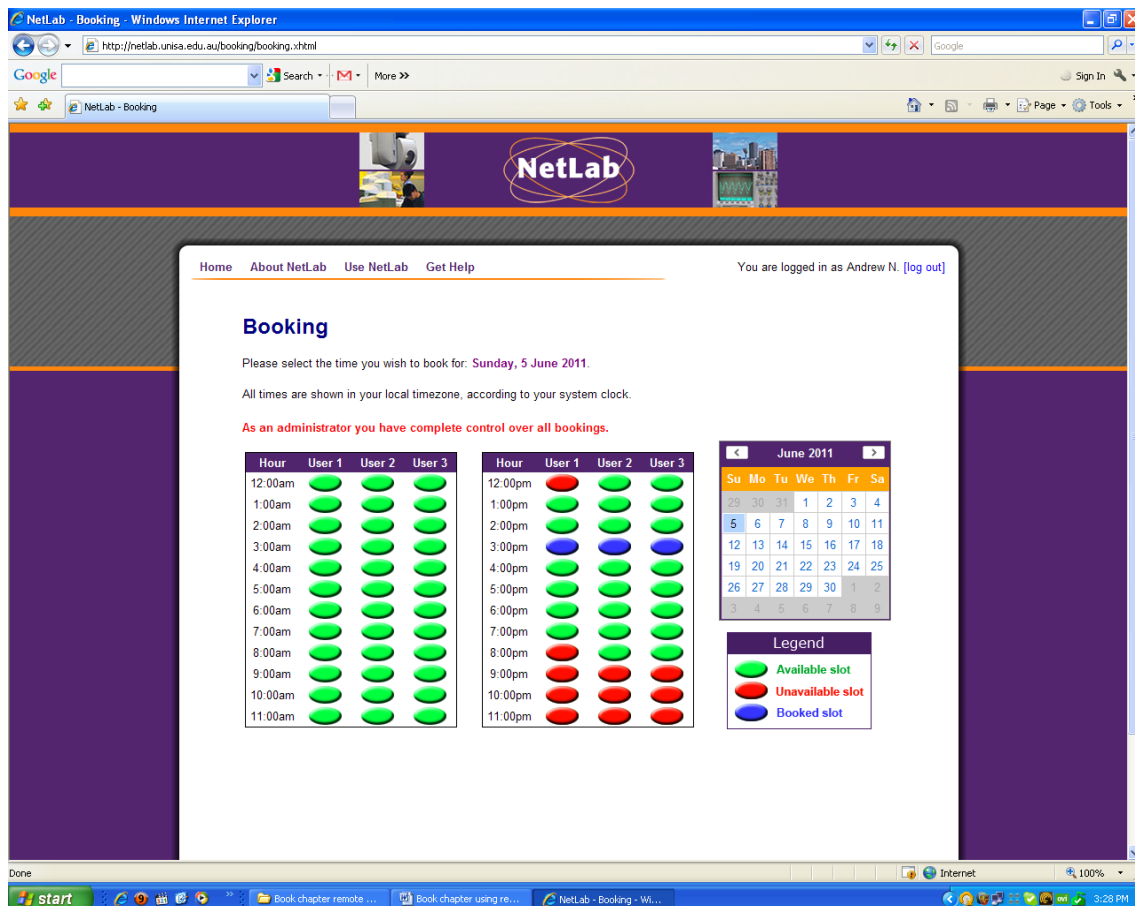 NetLab - Booking - Windows Internet Explorer
http://netlab.unisa.edu.au/booking/booking.xhtml
Google
Google
Search
More »
Sign In
NetLab - Booking
Page
Tools
NetLab
Home About NetLab Use NetLab Get Help
You are logged in as Andrew N. [log out]
Booking
Please select the time you wish to book for: Sunday, 5 June 2011.
All times are shown in your local timezone, according to your system clock.
As an administrator you have complete control over all bookings.
Hour User 1 User 2 User 3
12:00am
1:00am
2:00am
3:00am
4:00am
5:00am
6:00am
7:00am
8:00am
9:00am
10:00am
11:00am
Hour User 1 User 2 User 3
12:00pm
1:00pm
2:00pm
3:00pm
4:00pm
5:00pm
6:00pm
7:00pm
8:00pm
9:00pm
10:00pm
11:00pm
< June 2011 >
Su Mo Tu We Th Fr Sa
29 30 31 1 2 3 4
5 6 7 8 9 10 11
12 13 14 15 16 17 18
19 20 21 22 23 24 25
26 27 28 29 30 1 2
3 4 5 6 7 8 9
Legend
Available slot
Unavailable slot
Booked slot
Done
Internet
100%
start
Book chapter remote ...
Book chapter using re...
NetLab - Booking - Wi...
3:28 PM